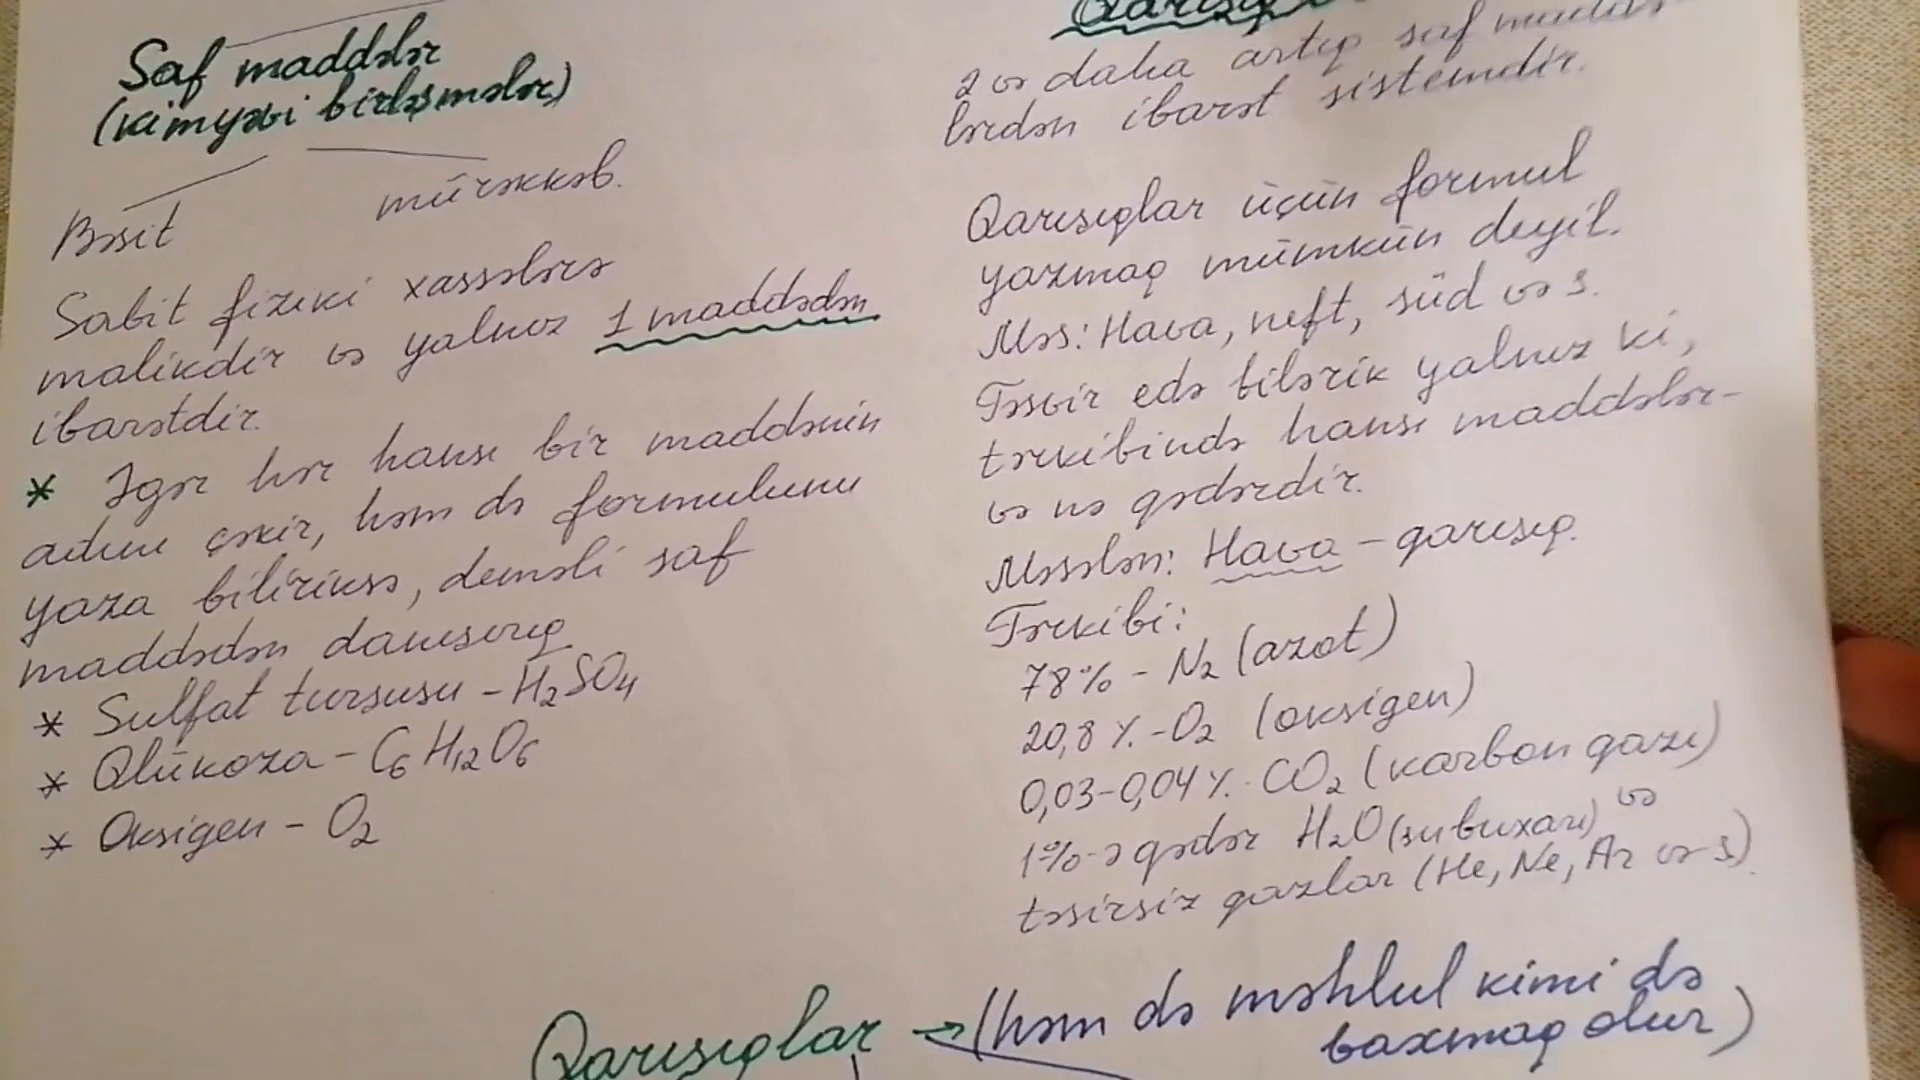 Saf maddələr
(kimyəvi birləşmələr)
Bəsit
mürəkkəb.
Sabit fiziki xassələrə
malikdir və yalnız 1 maddədən
ibarətdir.
* Əgər hər hansı bir maddənin
adını çəkir, həm də formulunu
yaza biliriksə, deməli saf
maddədən danışırıq
* Sulfat turşusu - H₂SO₄
* Qlükoza - C₆H₁₂O₆
* Oksigen - O₂
2 və daha artıq saf
lərdən ibarət sistemdir.
Qarışıqlar üçün formul
yazmaq mümkün deyil.
Məs: Hava, neft, süd və s.
Təsvir edə bilərik yalnız ki,
tərkibində hansı maddələr-
və nə qədərdir.
Məsələn: Hava - qarışıq.
Tərkibi:
78% - N₂ (azot)
20,8%. - O₂ (oksigen)
0,03-0,04%. CO₂ (karbon qazı)
1%-ə qədər H₂O (su buxarı) və
təsirsiz qazlar (He, Ne, Ar və s).
Qarışıqlar → (həm də məhlul kimi də
baxmaq olur)